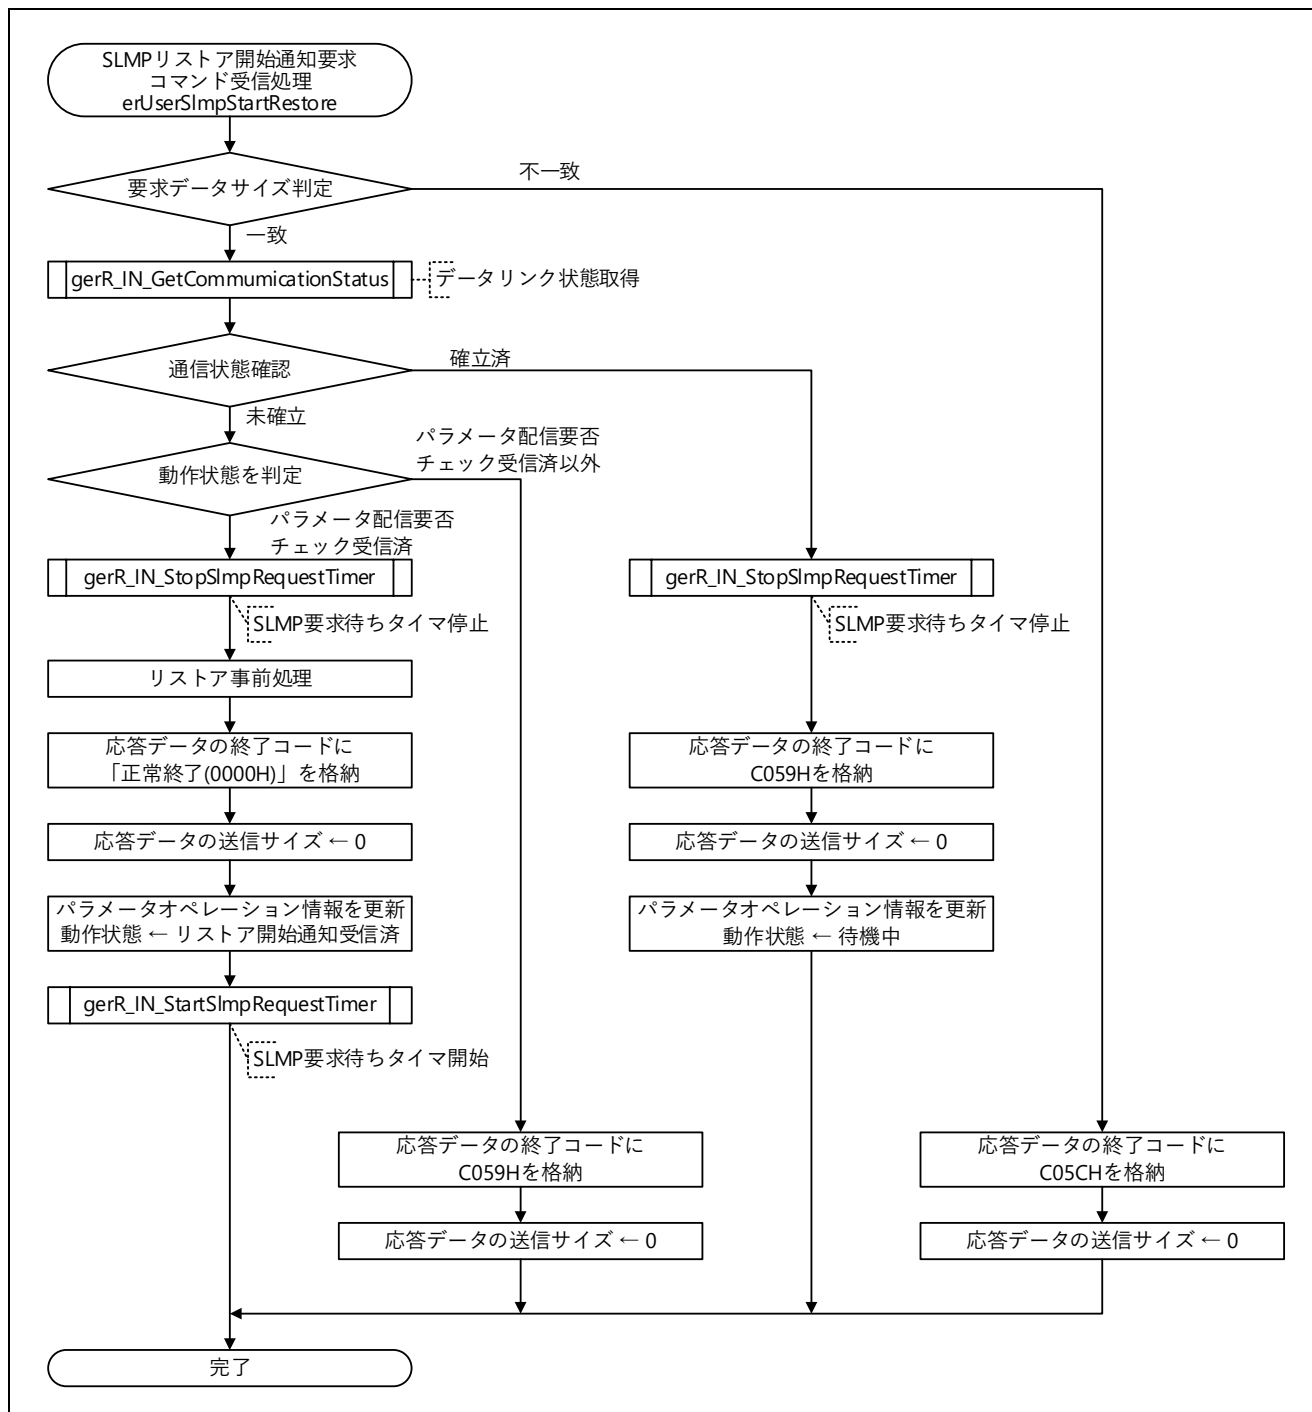 SLMPリストア開始通知要求
コマンド受信処理
erUserSlmpStartRestore
要求データサイズ判定
不一致
一致
gerR_IN_GetCommumicationStatus
データリンク状態取得
通信状態確認
確立済
未確立
動作状態を判定
パラメータ配信要否
チェック受信済以外
パラメータ配信要否
チェック受信済
gerR_IN_StopSlmpRequestTimer
SLMP要求待ちタイマ停止
リストア事前処理
応答データの終了コードに
「正常終了(0000H)」を格納
応答データの送信サイズ ← 0
パラメータオペレーション情報を更新
動作状態 ← リストア開始通知受信済
gerR_IN_StartSlmpRequestTimer
SLMP要求待ちタイマ開始
応答データの終了コードに
C059Hを格納
応答データの送信サイズ ← 0
gerR_IN_StopSlmpRequestTimer
SLMP要求待ちタイマ停止
応答データの終了コードに
C059Hを格納
応答データの送信サイズ ← 0
パラメータオペレーション情報を更新
動作状態 ← 待機中
応答データの終了コードに
C05CHを格納
応答データの送信サイズ ← 0
完了